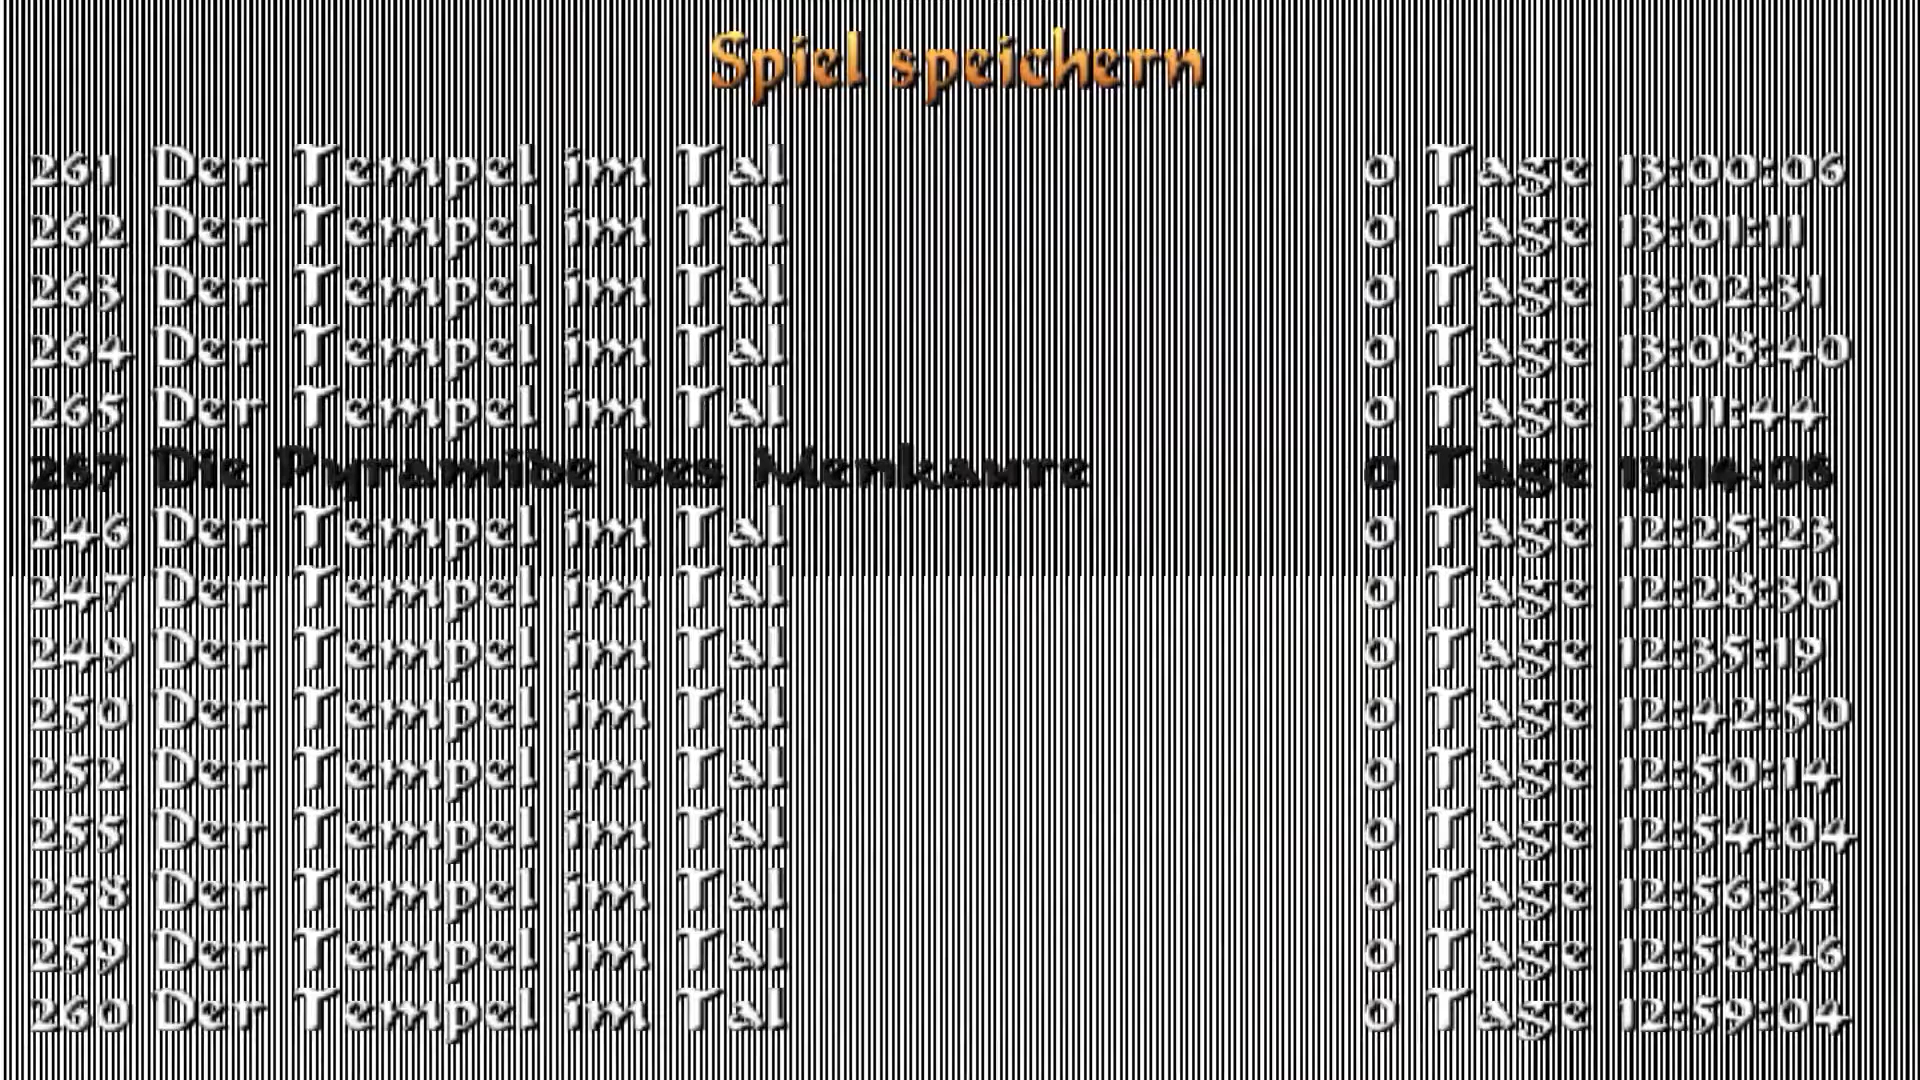 Spiel speichern
261 Der Tempel im Tal 0 Tage 13:00:06
262 Der Tempel im Tal 0 Tage 13:01:11
263 Der Tempel im Tal 0 Tage 13:02:31
264 Der Tempel im Tal 0 Tage 13:08:40
265 Der Tempel im Tal 0 Tage 13:11:44
267 Die Pyramide des Menkaure 0 Tage 13:14:06
246 Der Tempel im Tal 0 Tage 12:25:23
247 Der Tempel im Tal 0 Tage 12:28:30
249 Der Tempel im Tal 0 Tage 12:35:19
250 Der Tempel im Tal 0 Tage 12:42:50
252 Der Tempel im Tal 0 Tage 12:50:14
255 Der Tempel im Tal 0 Tage 12:54:04
258 Der Tempel im Tal 0 Tage 12:56:32
259 Der Tempel im Tal 0 Tage 12:58:46
260 Der Tempel im Tal 0 Tage 12:59:04